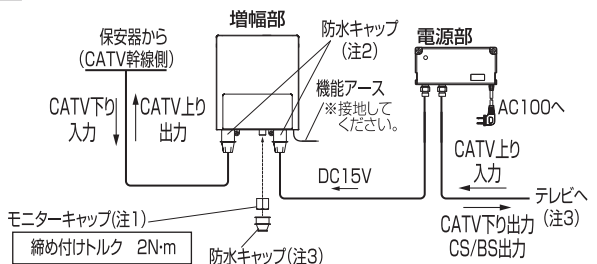 保安器から
(CATV幹線側)
増幅部
防水キャップ
(注2)
電源部
機能アース
※接地して
ください。
AC100へ
CATV下り
入力
CATV上り
出力
CATV上り
入力
DC15V
テレビへ
(注3)
CATV下り出力
CS/BS出力
モニターキャップ(注1)
締め付けトルク 2N·m
防水キャップ(注3)